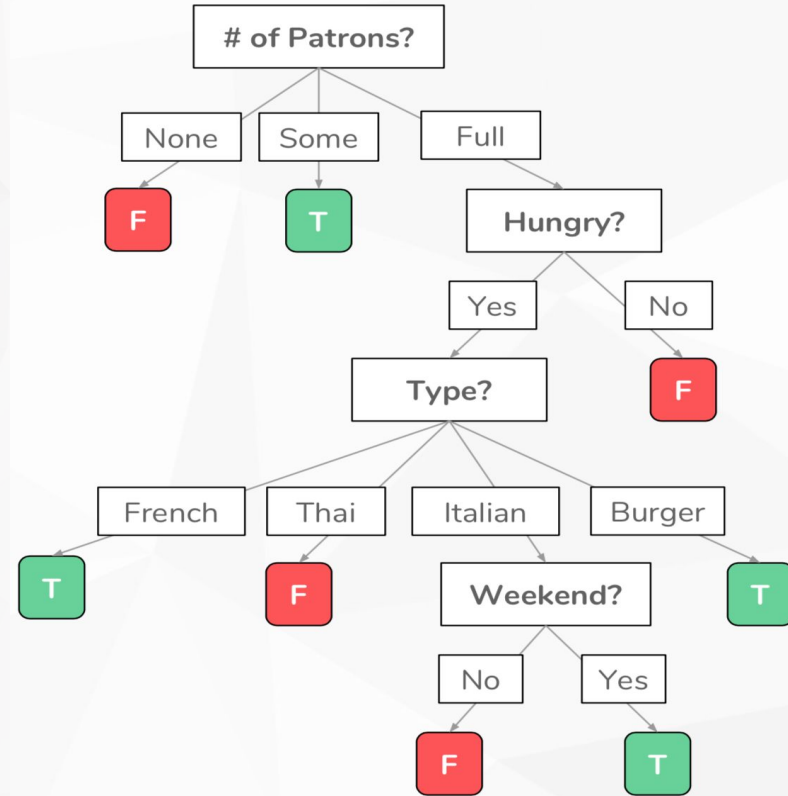 # of Patrons?
None
Some
Full
F
T
Hungry?
Yes
No
Type?
F
French
Thai
Italian
Burger
T
F
Weekend?
T
No
Yes
F
T